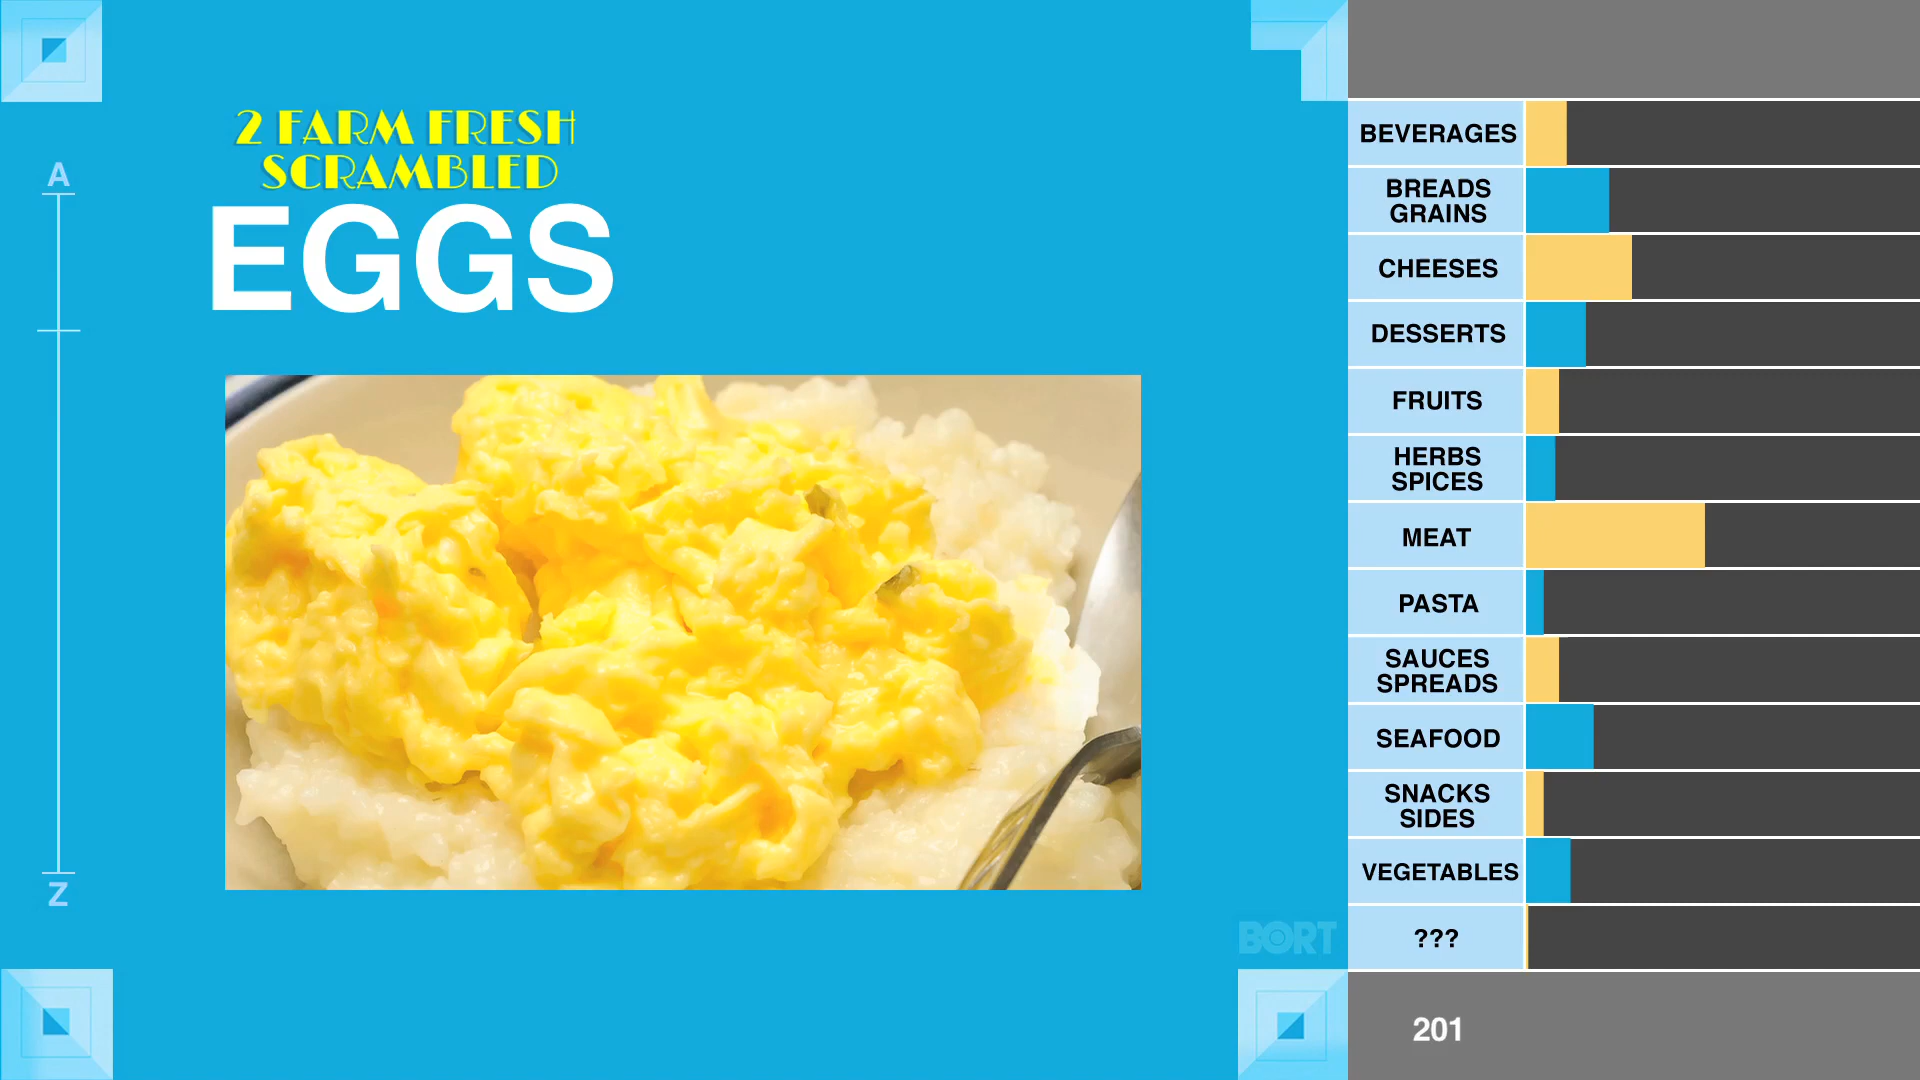 2 FARM FRESH
SCRAMBLED
EGGS
A
Z
BORT
BEVERAGES
BREADS
GRAINS
CHEESES
DESSERTS
FRUITS
HERBS
SPICES
MEAT
PASTA
SAUCES
SPREADS
SEAFOOD
SNACKS
SIDES
VEGETABLES
???
201